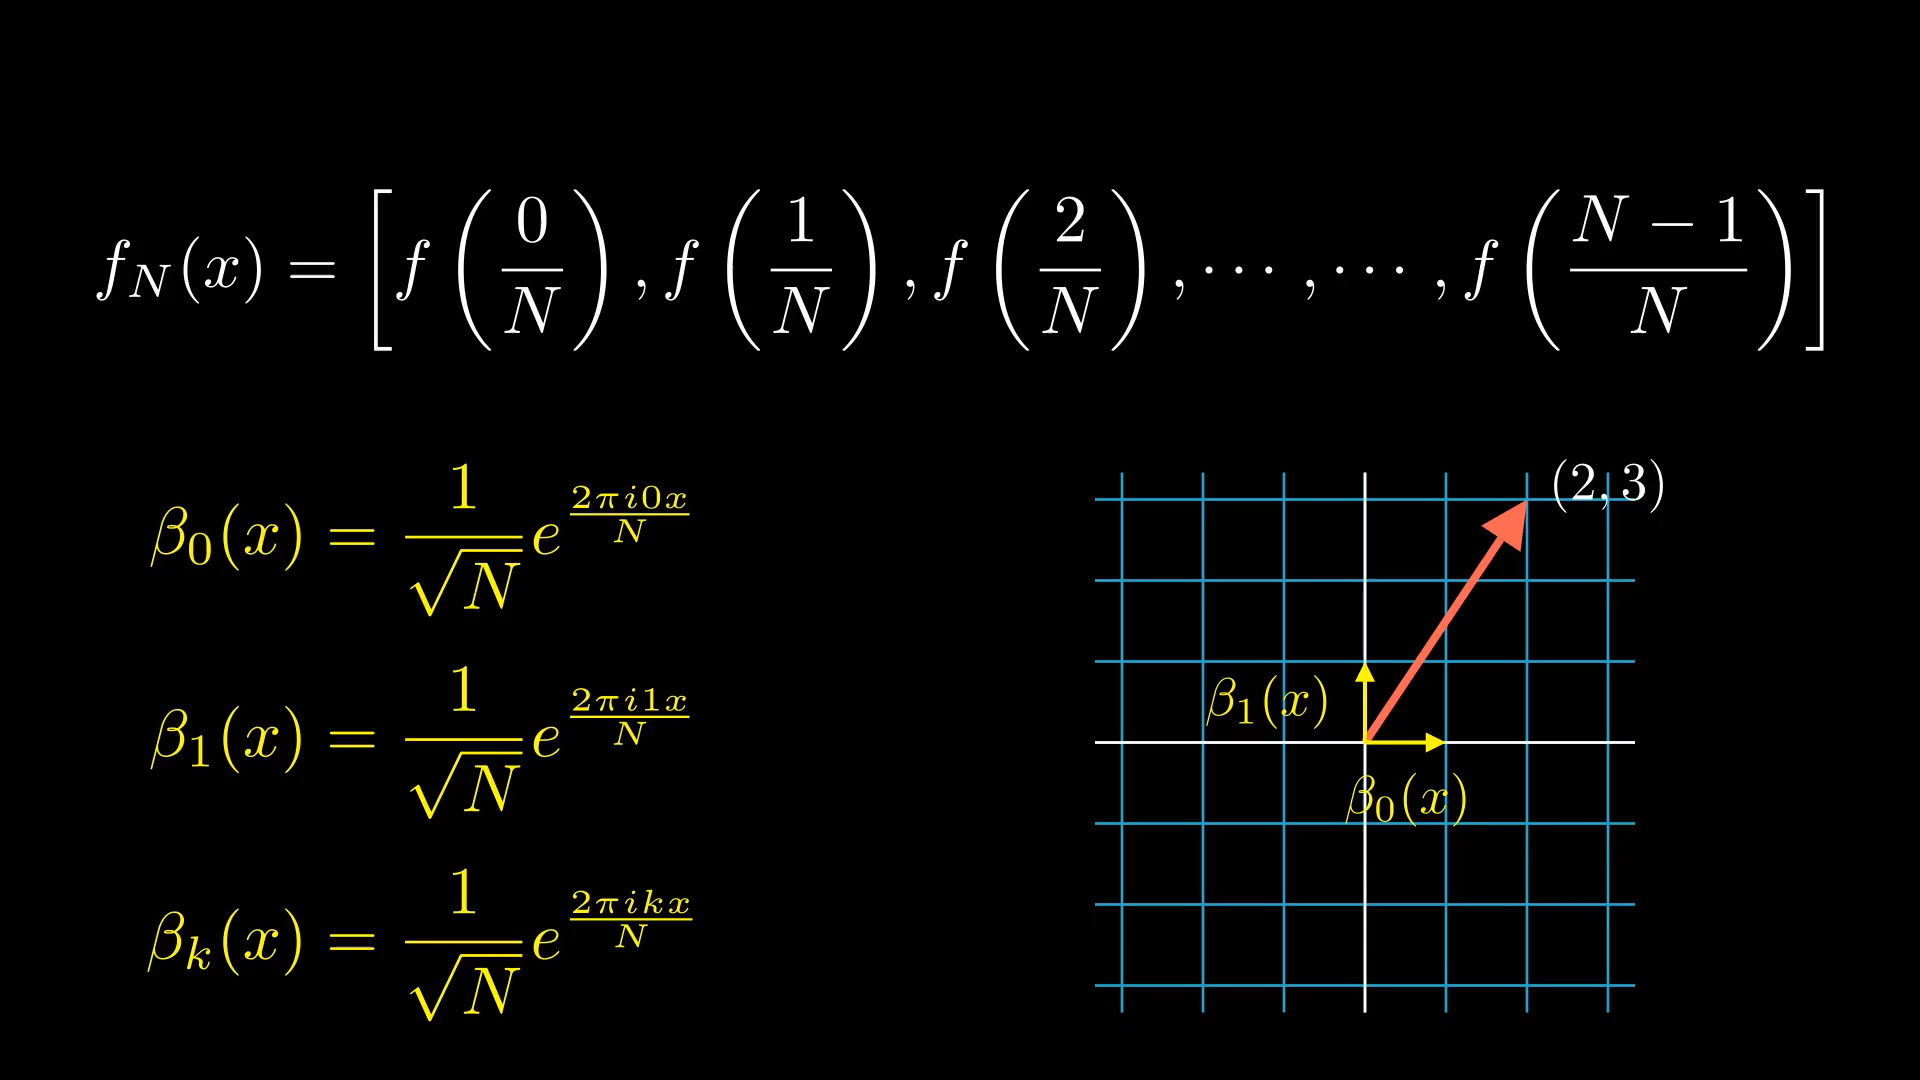 f_N(x) = [f(0/N), f(1/N), f(2/N), ⋯, ⋯, f((N − 1)/N)]
β_0(x) = 1/√N e^(2πi0x/N)
β_1(x) = 1/√N e^(2πi1x/N)
β_k(x) = 1/√N e^(2πikx/N)
(2, 3)
β_1(x)
β_0(x)